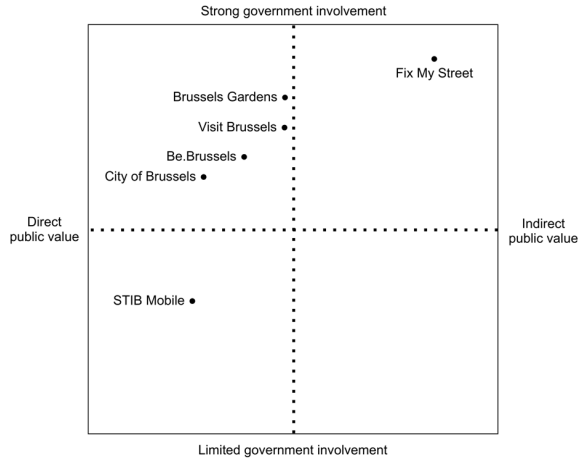 Strong government involvement
Fix My Street
Brussels Gardens
Visit Brussels
Be.Brussels
City of Brussels
Direct
public value
Indirect
public value
STIB Mobile
Limited government involvement